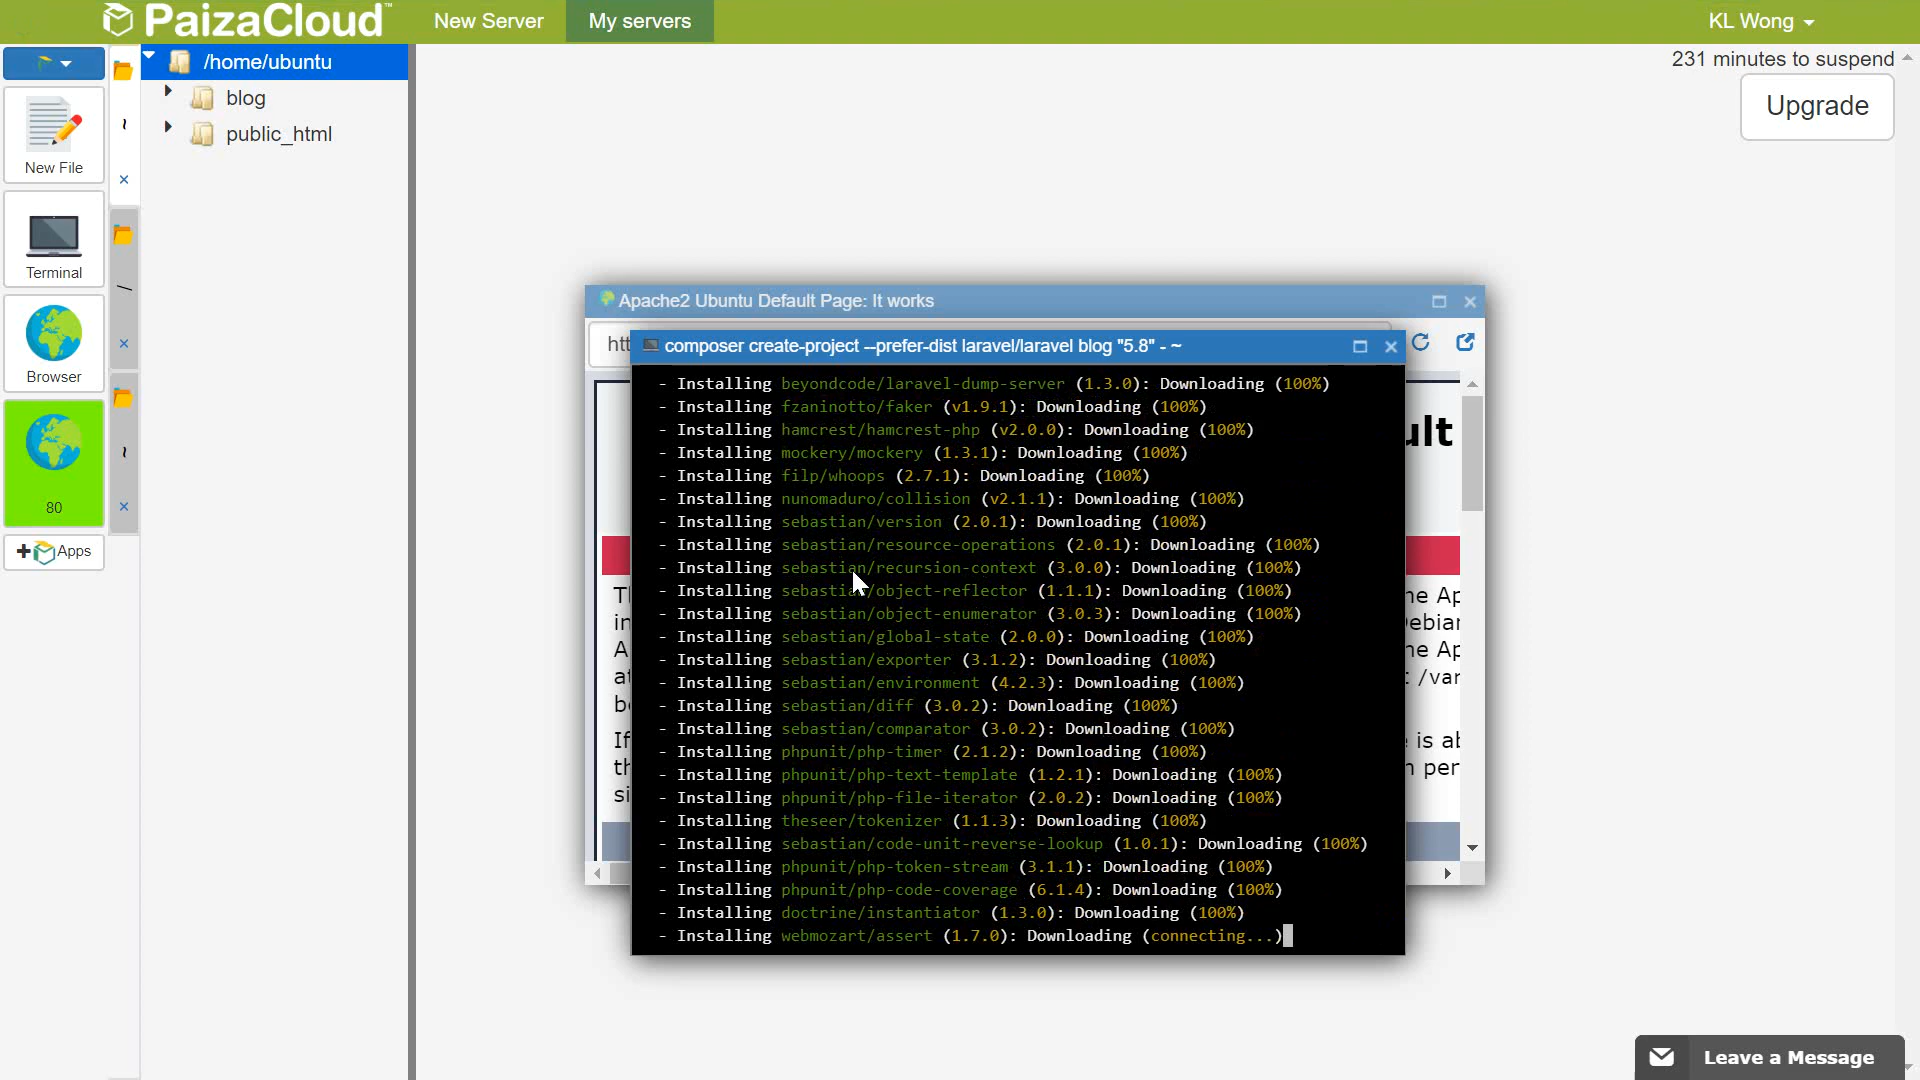 PaizaCloud
New Server
My servers
KL Wong
231 minutes to suspend
Upgrade
/home/ubuntu
blog
public_html
New File
~
×
Terminal
/
×
Browser
80
~
×
Apps
Apache2 Ubuntu Default Page: It works
htt
composer create-project --prefer-dist laravel/laravel blog "5.8" - ~
- Installing beyondcode/laravel-dump-server (1.3.0): Downloading (100%)
- Installing fzaninotto/faker (v1.9.1): Downloading (100%)
- Installing hamcrest/hamcrest-php (v2.0.0): Downloading (100%)
- Installing mockery/mockery (1.3.1): Downloading (100%)
- Installing filp/whoops (2.7.1): Downloading (100%)
- Installing nunomaduro/collision (v2.1.1): Downloading (100%)
- Installing sebastian/version (2.0.1): Downloading (100%)
- Installing sebastian/resource-operations (2.0.1): Downloading (100%)
- Installing sebastian/recursion-context (3.0.0): Downloading (100%)
- Installing sebastian/object-reflector (1.1.1): Downloading (100%)
- Installing sebastian/object-enumerator (3.0.3): Downloading (100%)
- Installing sebastian/global-state (2.0.0): Downloading (100%)
- Installing sebastian/exporter (3.1.2): Downloading (100%)
- Installing sebastian/environment (4.2.3): Downloading (100%)
- Installing sebastian/diff (3.0.2): Downloading (100%)
- Installing sebastian/comparator (3.0.2): Downloading (100%)
- Installing phpunit/php-timer (2.1.2): Downloading (100%)
- Installing phpunit/php-text-template (1.2.1): Downloading (100%)
- Installing phpunit/php-file-iterator (2.0.2): Downloading (100%)
- Installing theseer/tokenizer (1.1.3): Downloading (100%)
- Installing sebastian/code-unit-reverse-lookup (1.0.1): Downloading (100%)
- Installing phpunit/php-token-stream (3.1.1): Downloading (100%)
- Installing phpunit/php-code-coverage (6.1.4): Downloading (100%)
- Installing doctrine/instantiator (1.3.0): Downloading (100%)
- Installing webmozart/assert (1.7.0): Downloading (connecting...)
Leave a Message